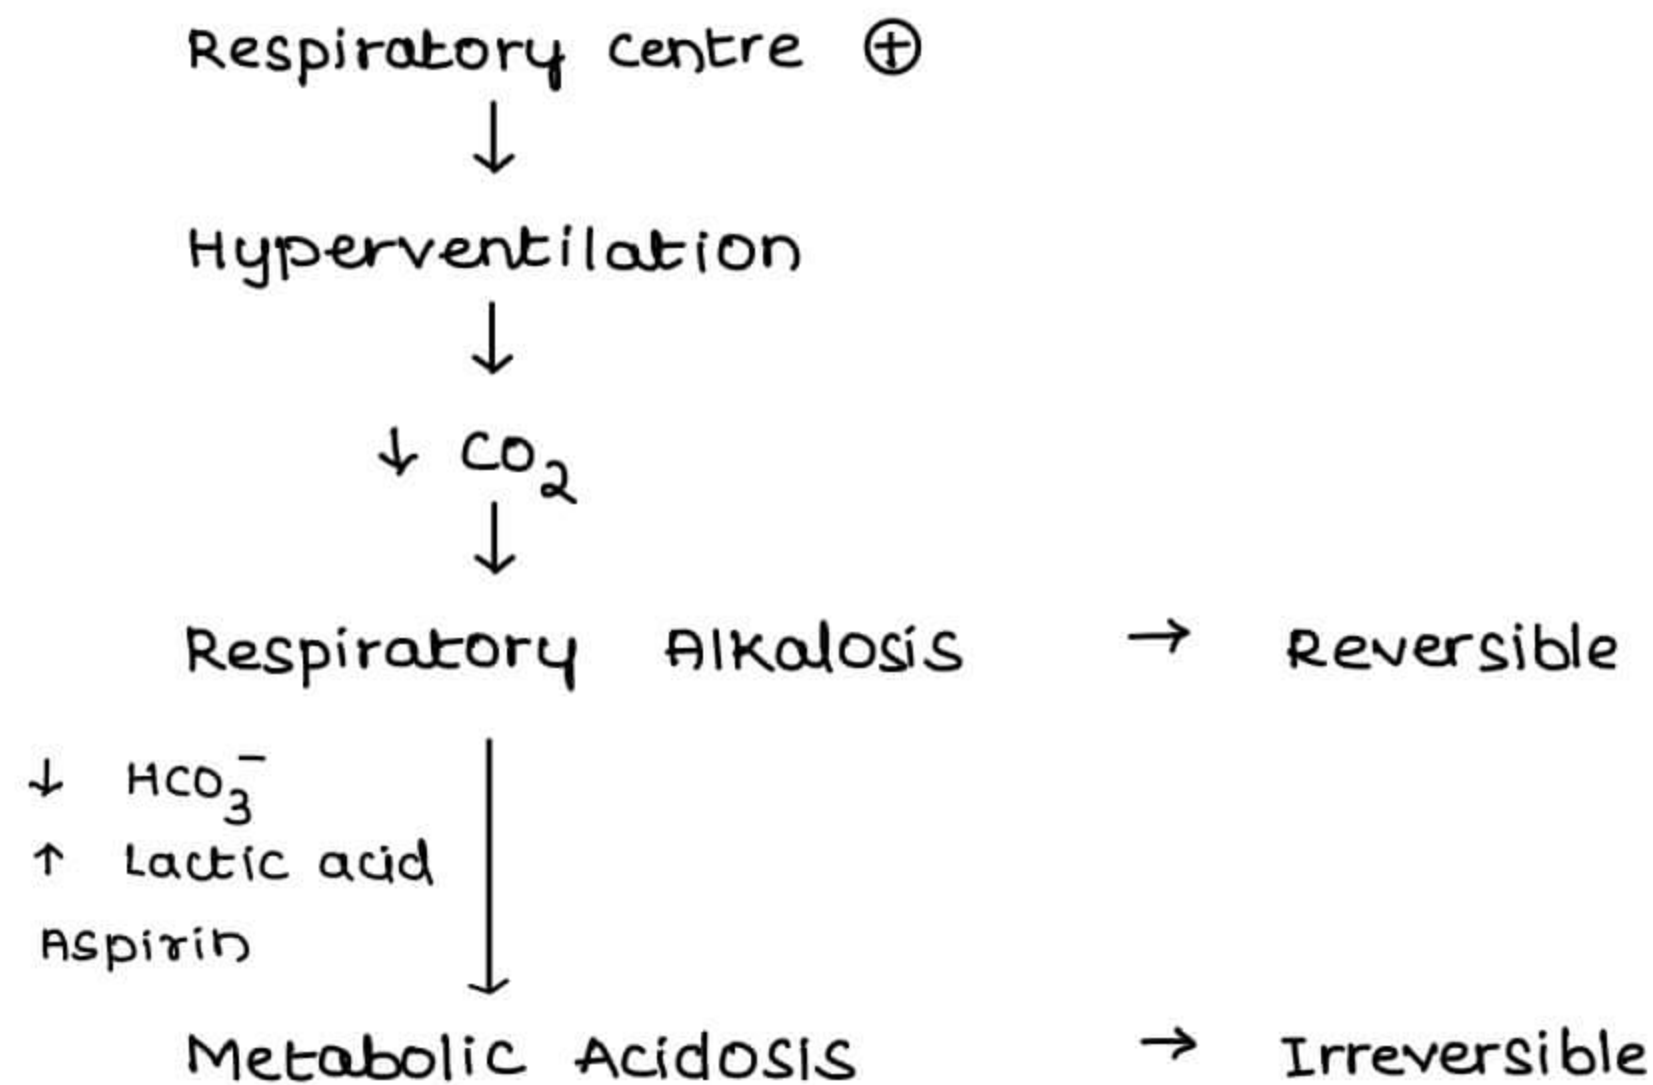 Respiratory centre ⊕
↓
Hyperventilation
↓
↓ CO₂
↓
Respiratory Alkalosis → Reversible
↓ HCO₃⁻
↑ Lactic acid
Aspirin
↓
Metabolic Acidosis → Irreversible